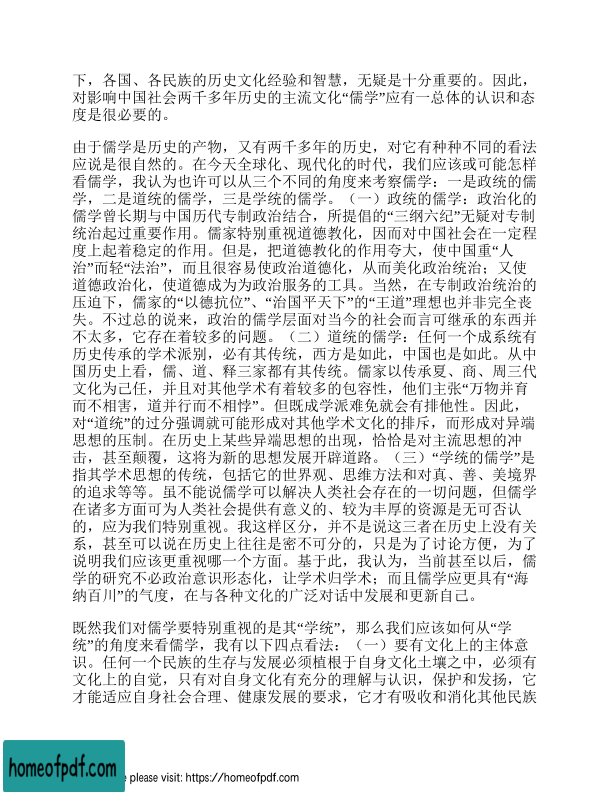 下，各国、各民族的历史文化经验和智慧，无疑是十分重要的。因此，
对影响中国社会两千多年历史的主流文化“儒学”应有一总体的认识和态
度是很必要的。
由于儒学是历史的产物，又有两千多年的历史，对它有种种不同的看法
应说是很自然的。在今天全球化、现代化的时代，我们应该或可能怎样
看儒学，我认为也许可以从三个不同的角度来考察儒学：一是政统的儒
学，二是道统的儒学，三是学统的儒学。（一）政统的儒学：政治化的
儒学曾长期与中国历代专制政治结合，所提倡的“三纲六纪”无疑对专制
统治起过重要作用。儒家特别重视道德教化，因而对中国社会在一定程
度上起着稳定的作用。但是，把道德教化的作用夸大，使中国重“人
治”而轻“法治”，而且很容易使政治道德化，从而美化政治统治；又使
道德政治化，使道德成为为政治服务的工具。当然，在专制政治统治的
压迫下，儒家的“以德抗位”、“治国平天下”的“王道”理想也并非完全丧
失。不过总的说来，政治的儒学层面对当今的社会而言可继承的东西并
不太多，它存在着较多的问题。（二）道统的儒学：任何一个成系统有
历史传承的学术派别，必有其传统，西方是如此，中国也是如此。从中
国历史上看，儒、道、释三家都有其传统。儒家以传承夏、商、周三代
文化为己任，并且对其他学术有着较多的包容性，他们主张“万物并育
而不相害，道并行而不相悖”。但既成学派难免就会有排他性。因此，
对“道统”的过分强调就可能形成对其他学术文化的排斥，而形成对异端
思想的压制。在历史上某些异端思想的出现，恰恰是对主流思想的冲
击，甚至颠覆，这将为新的思想发展开辟道路。（三）“学统的儒学”是
指其学术思想的传统，包括它的世界观、思维方法和对真、善、美境界
的追求等等。虽不能说儒学可以解决人类社会存在的一切问题，但儒学
在诸多方面可为人类社会提供有意义的、较为丰厚的资源是无可否认
的，应为我们特别重视。我这样区分，并不是说这三者在历史上没有关
系，甚至可以说在历史上往往是密不可分的，只是为了讨论方便，为了
说明我们应该更重视哪一个方面。基于此，我认为，当前甚至以后，儒
学的研究不必政治意识形态化，让学术归学术；而且儒学应更具有“海
纳百川”的气度，在与各种文化的广泛对话中发展和更新自己。
既然我们对儒学要特别重视的是其“学统”，那么我们应该如何从“学
统”的角度来看儒学，我有以下四点看法：（一）要有文化上的主体意
识。任何一个民族的生存与发展必须植根于自身文化土壤之中，必须有
文化上的自觉，只有对自身文化有充分的理解与认识，保护和发扬，它
才能适应自身社会合理、健康发展的要求，它才有吸收和消化其他民族
homeofpdf.com
please visit: https://homeofpdf.com